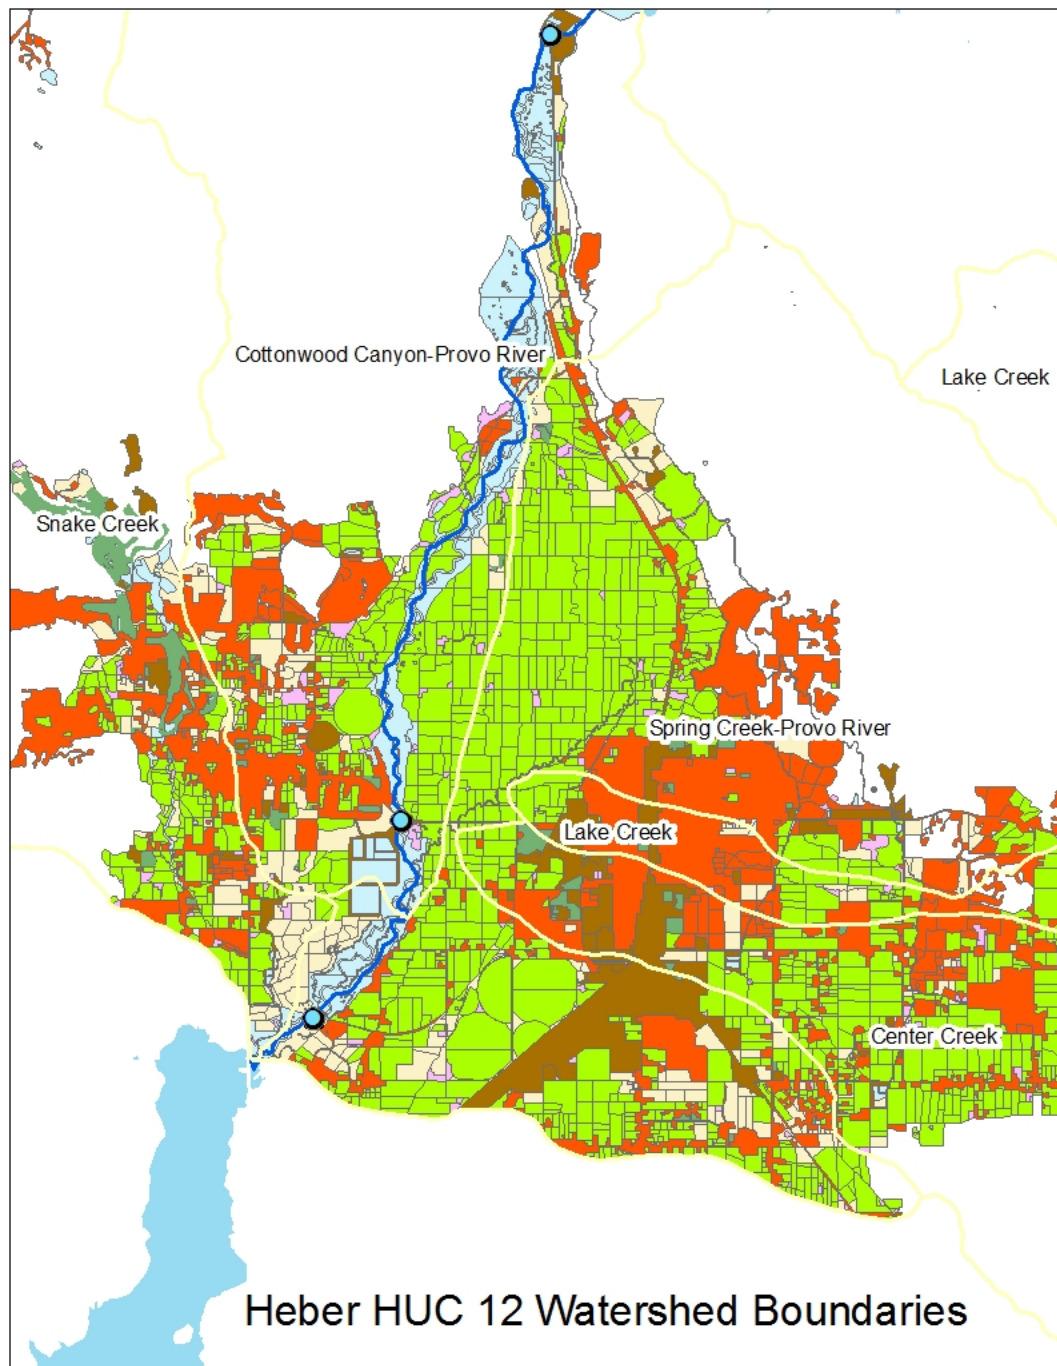 Cottonwood Canyon-Provo River
Lake Creek
Snake Creek
Spring Creek-Provo River
Lake Creek
Center Creek
Heber HUC 12 Watershed Boundaries